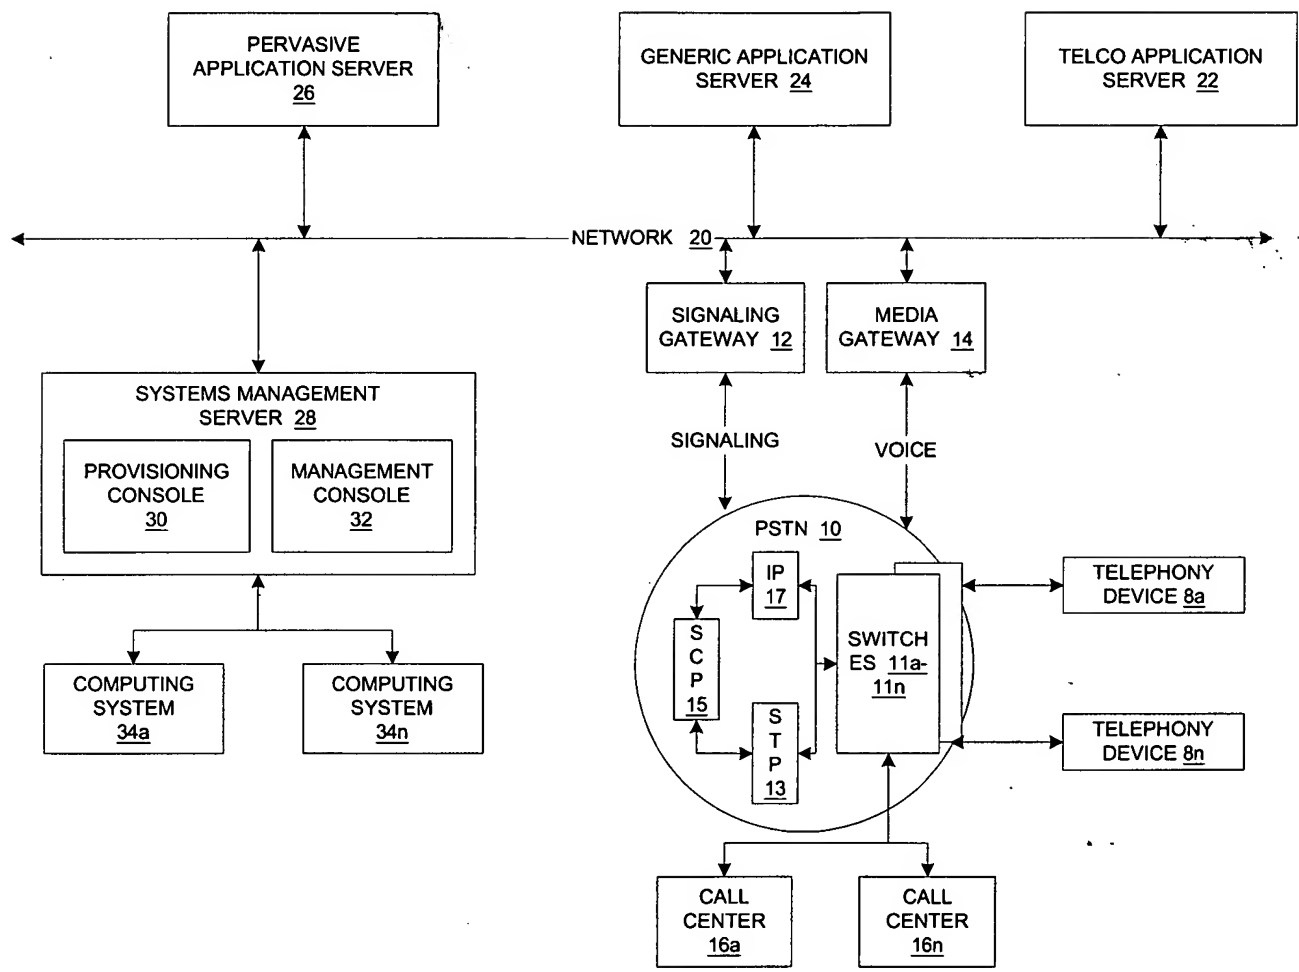 PERVASIVE
APPLICATION SERVER
26
GENERIC APPLICATION
SERVER 24
TELCO APPLICATION
SERVER 22
NETWORK 20
SIGNALING
GATEWAY 12
MEDIA
GATEWAY 14
SYSTEMS MANAGEMENT
SERVER 28
PROVISIONING
CONSOLE
30
MANAGEMENT
CONSOLE
32
SIGNALING
VOICE
PSTN 10
IP
17
S
C
P
15
S
T
P
13
SWITCH
ES 11a-
11n
TELEPHONY
DEVICE 8a
TELEPHONY
DEVICE 8n
COMPUTING
SYSTEM
34a
COMPUTING
SYSTEM
34n
CALL
CENTER
16a
CALL
CENTER
16n